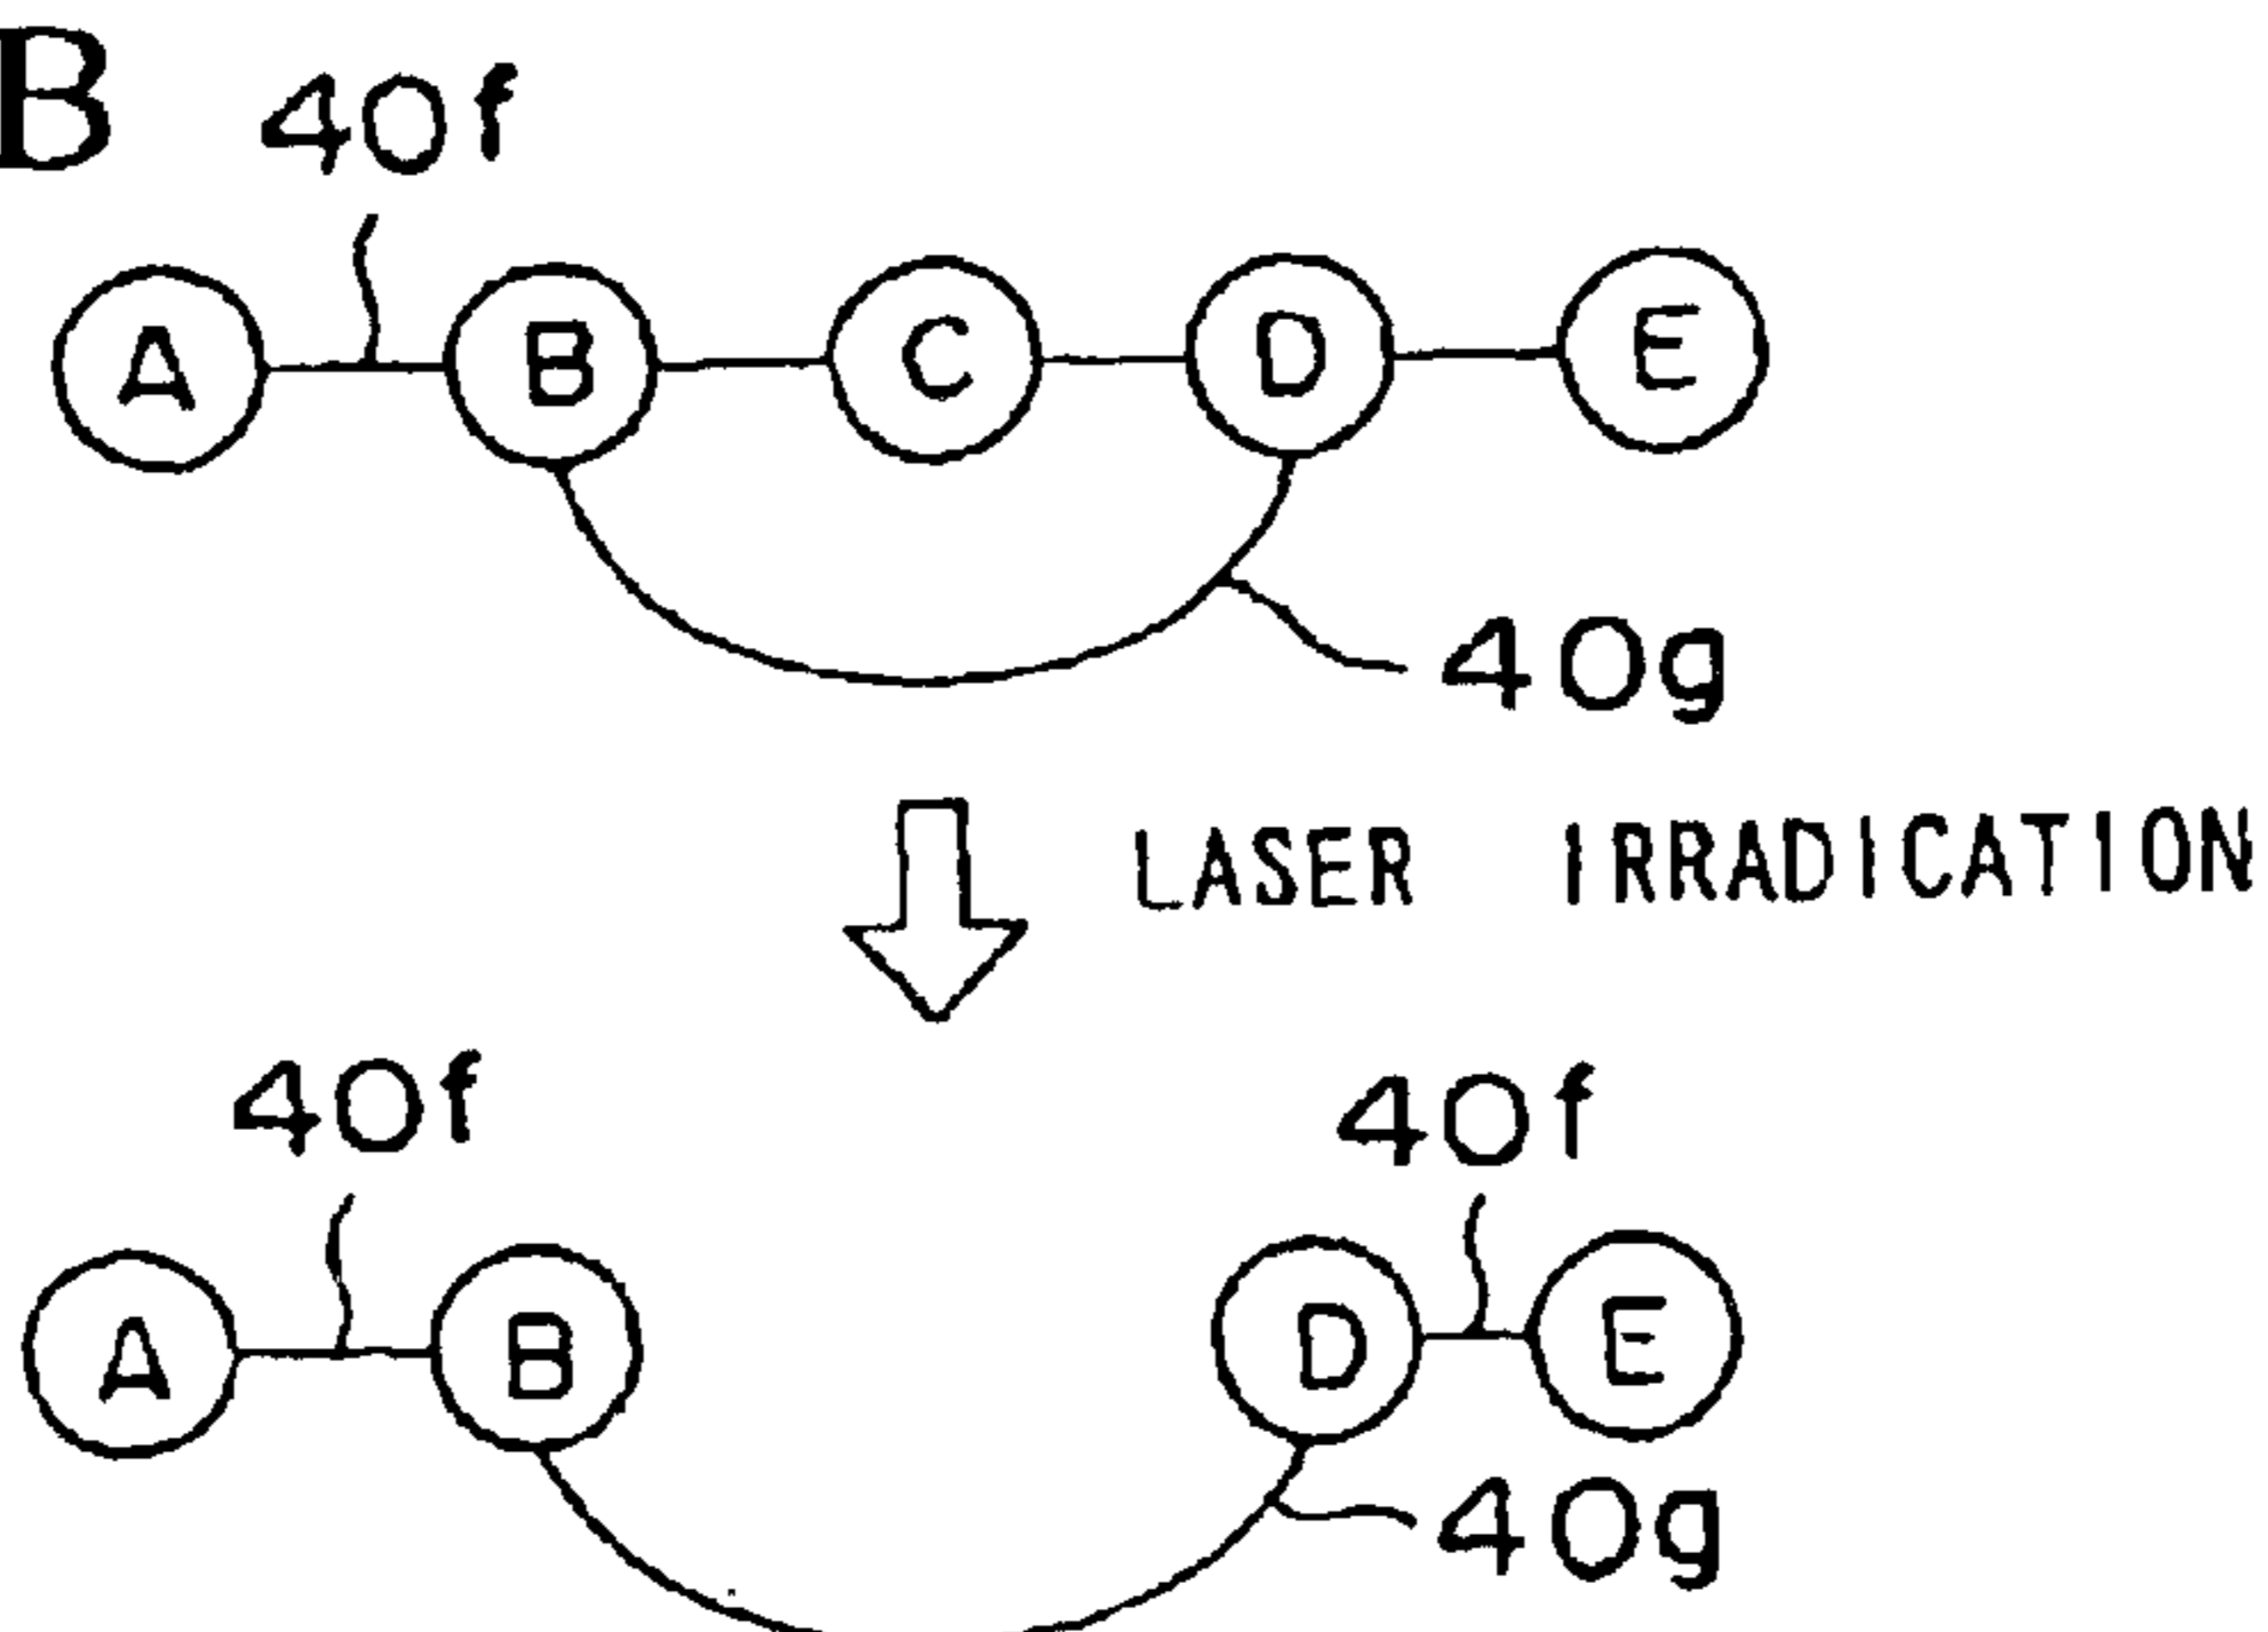 B
40f
A B C D E
40g
LASER IRRADICATION
40f 40f
A B D E
40g